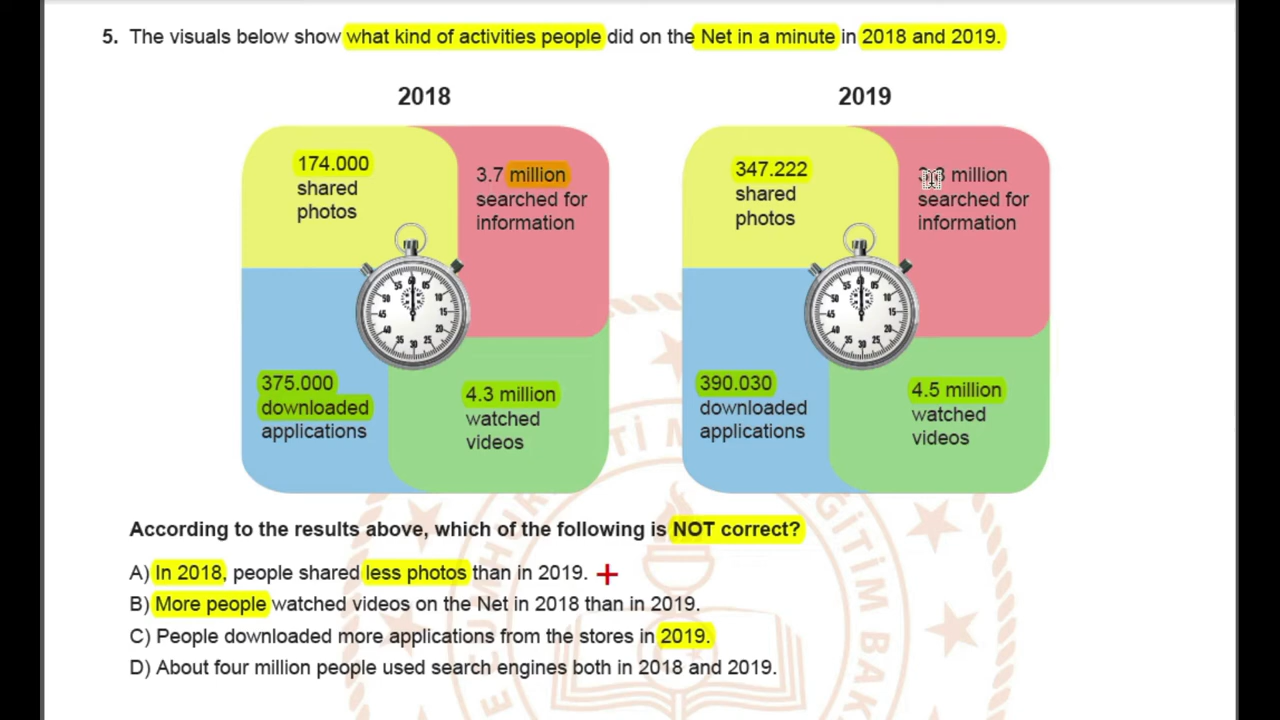 5. The visuals below show what kind of activities people did on the Net in a minute in 2018 and 2019.
2018
174.000
shared
photos
3.7 million
searched for
information
375.000
downloaded
applications
4.3 million
watched
videos
2019
347.222
shared
photos
million
searched for
information
390.030
downloaded
applications
4.5 million
watched
videos
According to the results above, which of the following is NOT correct?
A) In 2018, people shared less photos than in 2019.
B) More people watched videos on the Net in 2018 than in 2019.
C) People downloaded more applications from the stores in 2019.
D) About four million people used search engines both in 2018 and 2019.